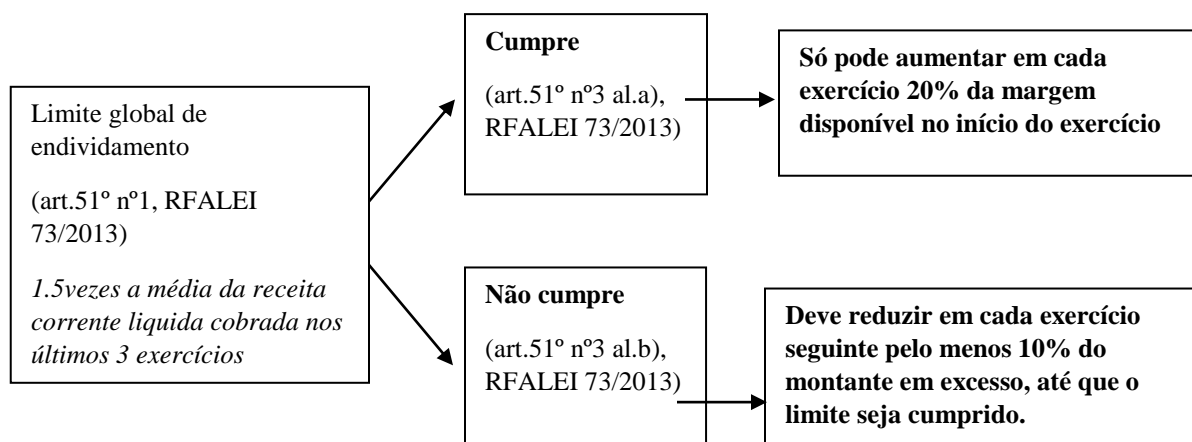 Limite global de
endividamento
(art.51º nº1, RFALEI
73/2013)
1.5vezes a média da receita
corrente liquida cobrada nos
últimos 3 exercícios
Cumpre
(art.51º nº3 al.a),
RFALEI 73/2013)
Só pode aumentar em cada
exercício 20% da margem
disponível no início do exercício
Não cumpre
(art.51º nº3 al.b),
RFALEI 73/2013)
Deve reduzir em cada exercício
seguinte pelo menos 10% do
montante em excesso, até que o
limite seja cumprido.